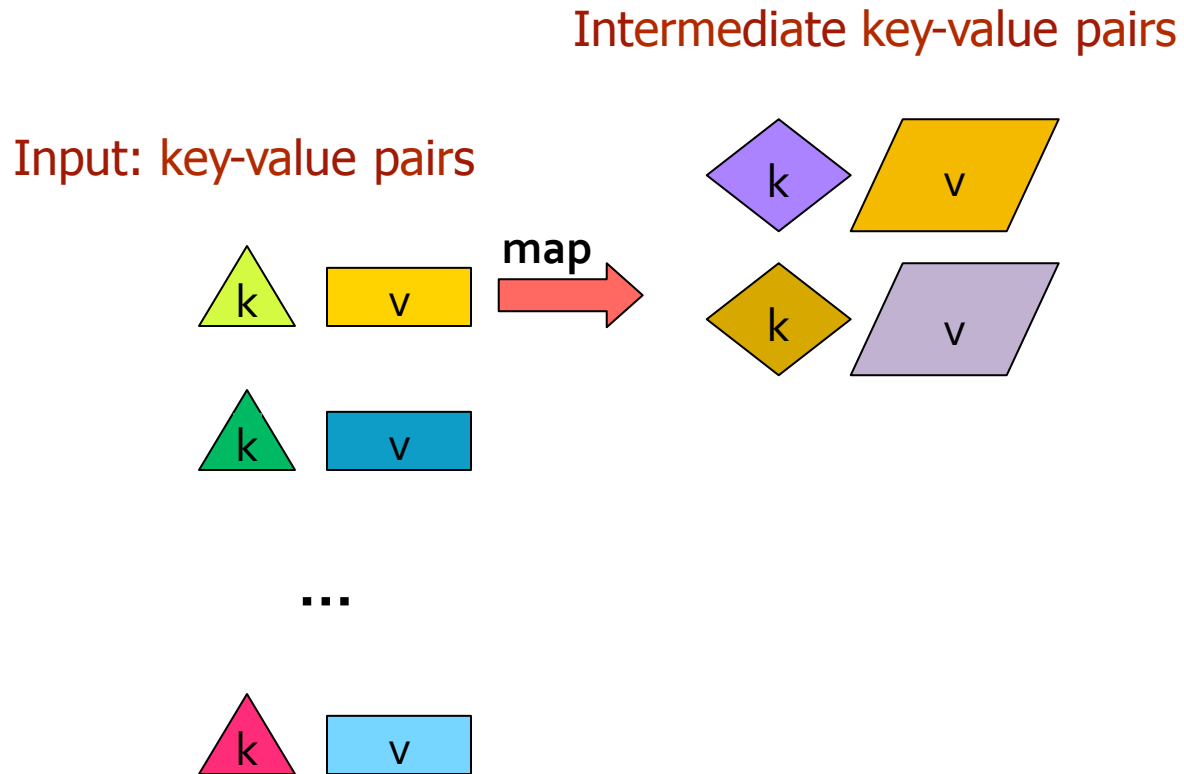 Intermediate key-value pairs
Input: key-value pairs
k v
k v
map
k v
k v
...
k v